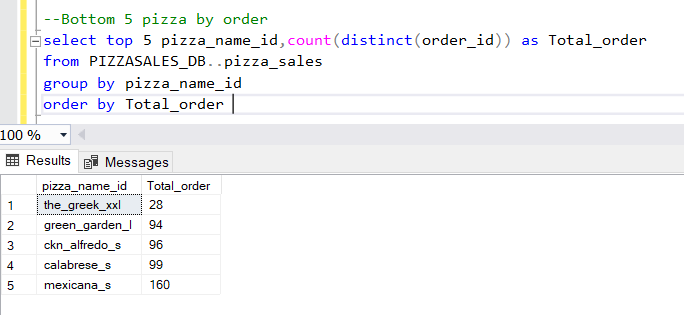 --Bottom 5 pizza by order
select top 5 pizza_name_id,count(distinct(order_id)) as Total_order
from PIZZASALES_DB..pizza_sales
group by pizza_name_id
order by Total_order
100 %
Results Messages
pizza_name_id Total_order
1 the_greek_xxl 28
2 green_garden_l 94
3 ckn_alfredo_s 96
4 calabrese_s 99
5 mexicana_s 160